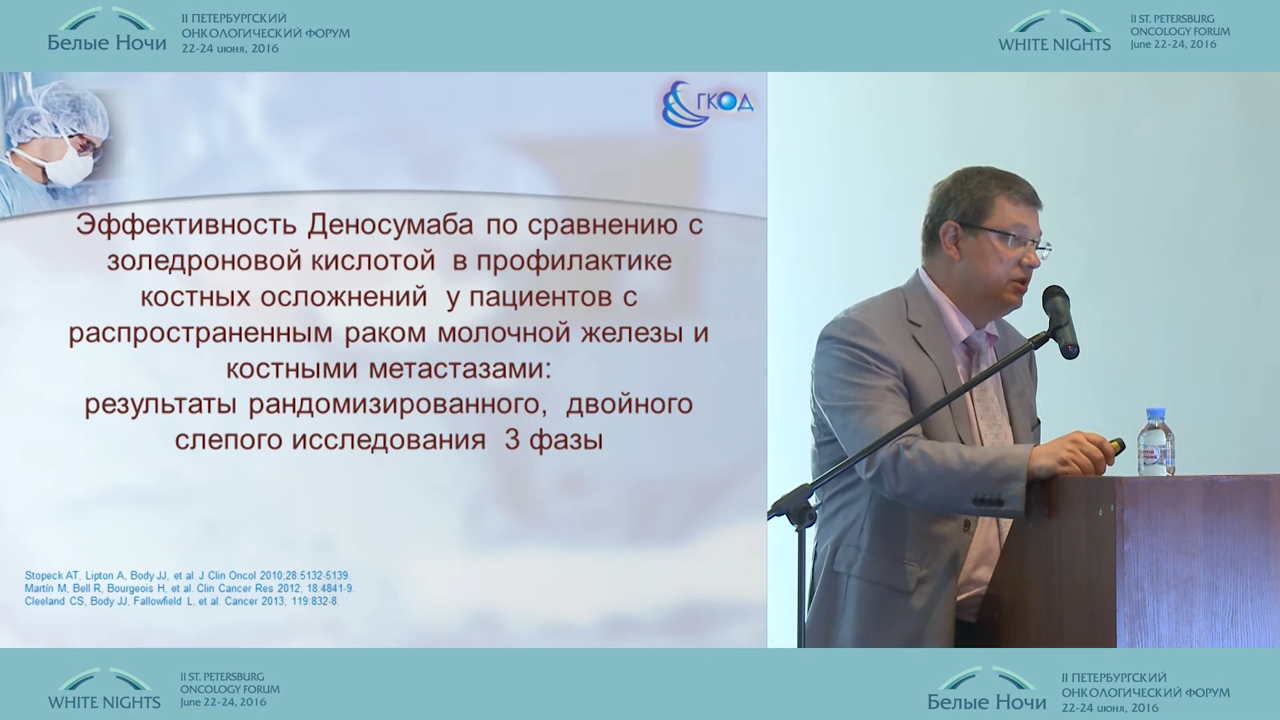 Белые Ночи
II ПЕТЕРБУРГСКИЙ
ОНКОЛОГИЧЕСКИЙ ФОРУМ
22-24 июня, 2016
WHITE NIGHTS
II ST. PETERSBURG
ONCOLOGY FORUM
June 22-24, 2016
ГКОД
Эффективность Деносумаба по сравнению с
золедроновой кислотой в профилактике
костных осложнений у пациентов с
распространенным раком молочной железы и
костными метастазами:
результаты рандомизированного, двойного
слепого исследования 3 фазы
Stopeck AT, Lipton A, Body JJ, et al. J Clin Oncol 2010;28:5132-5139.
Martín M, Bell R, Bourgeois H, et al. Clin Cancer Res 2012; 18:4841-9.
Cleeland CS, Body JJ, Fallowfield L, et al. Cancer 2013; 119:832-8.
WHITE NIGHTS
II ST. PETERSBURG
ONCOLOGY FORUM
June 22-24, 2016
Белые Ночи
II ПЕТЕРБУРГСКИЙ
ОНКОЛОГИЧЕСКИЙ ФОРУМ
22-24 июня, 2016